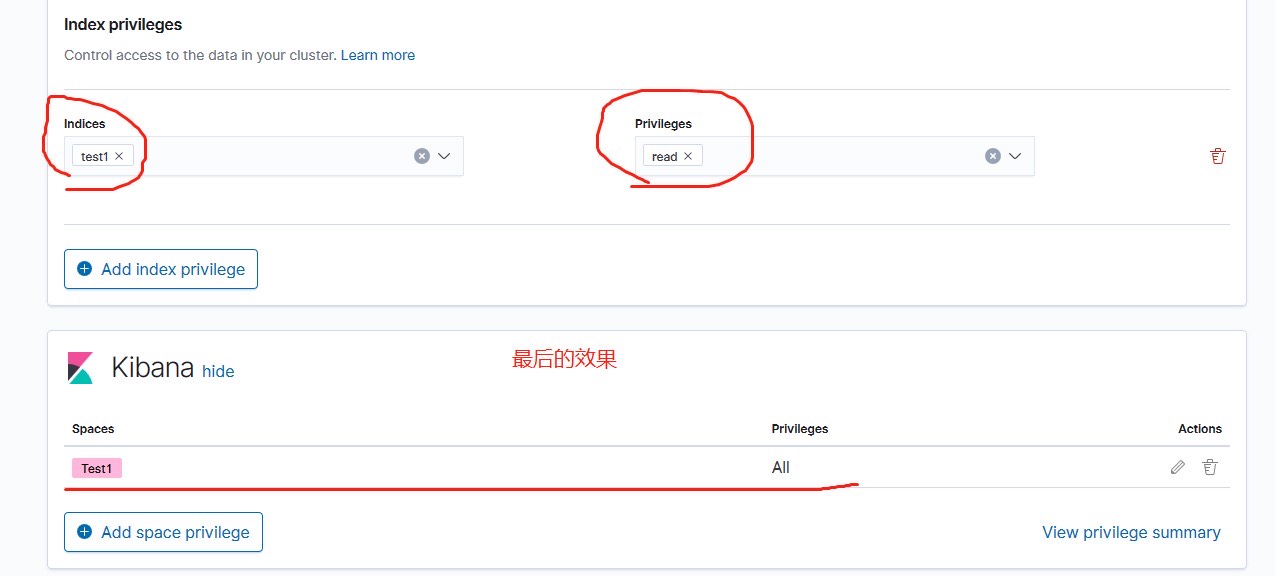 Index privileges
Control access to the data in your cluster. Learn more
Indices
Privileges
test1
read
Add index privilege
Kibana hide
最后的效果
Spaces
Privileges
Actions
Test1
All
Add space privilege
View privilege summary